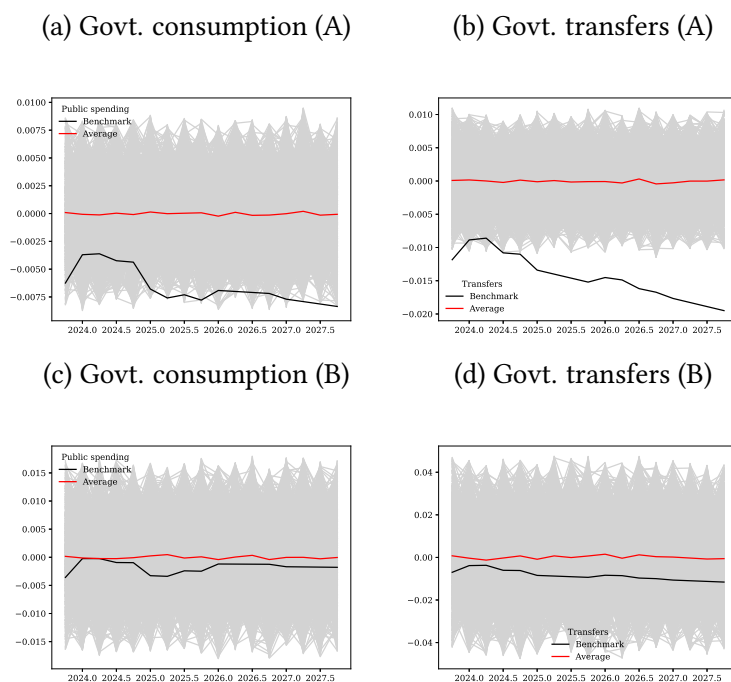 (a) Govt. consumption (A)
(b) Govt. transfers (A)
0.0100
0.0075
0.0050
0.0025
0.0000
−0.0025
−0.0050
−0.0075
Public spending
Benchmark
Average
2024.0 2024.5 2025.0 2025.5 2026.0 2026.5 2027.0 2027.5
0.010
0.005
0.000
−0.005
−0.010
−0.015
−0.020
Transfers
Benchmark
Average
2024.0 2024.5 2025.0 2025.5 2026.0 2026.5 2027.0 2027.5
(c) Govt. consumption (B)
(d) Govt. transfers (B)
0.015
0.010
0.005
0.000
−0.005
−0.010
−0.015
Public spending
Benchmark
Average
2024.0 2024.5 2025.0 2025.5 2026.0 2026.5 2027.0 2027.5
0.04
0.02
0.00
−0.02
−0.04
Transfers
Benchmark
Average
2024.0 2024.5 2025.0 2025.5 2026.0 2026.5 2027.0 2027.5